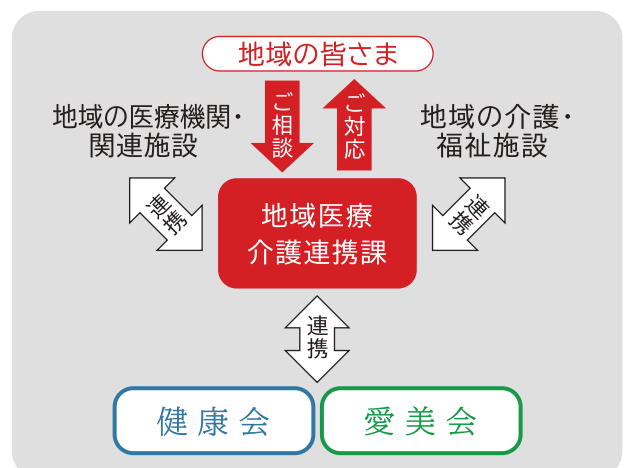 地域の皆さま
ご相談
ご対応
地域の医療機関・
関連施設
地域の介護・
福祉施設
連携
連携
地域医療
介護連携課
連携
健康会
愛美会